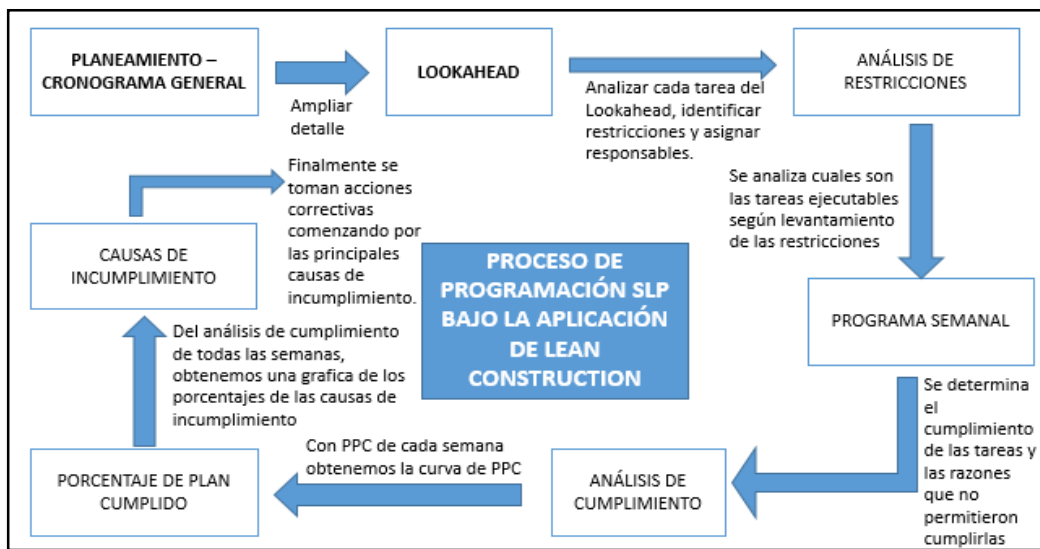 PLANEAMIENTO –
CRONOGRAMA GENERAL
Ampliar
detalle
LOOKAHEAD
Analizar cada tarea del
Lookahead, identificar
restricciones y asignar
responsables.
ANÁLISIS DE
RESTRICCIONES
Se analiza cuales son
las tareas ejecutables
según levantamiento
de las restricciones
PROGRAMA SEMANAL
Se determina
el
cumplimiento
de las tareas y
las razones
que no
permitieron
cumplirlas
ANÁLISIS DE
CUMPLIMIENTO
Con PPC de cada semana
obtenemos la curva de PPC
PORCENTAJE DE PLAN
CUMPLIDO
Del análisis de cumplimiento
de todas las semanas,
obtenemos una grafica de los
porcentajes de las causas de
incumplimiento
CAUSAS DE
INCUMPLIMIENTO
Finalmente se
toman acciones
correctivas
comenzando por
las principales
causas de
incumplimiento.
PROCESO DE
PROGRAMACIÓN SLP
BAJO LA APLICACIÓN
DE LEAN
CONSTRUCTION